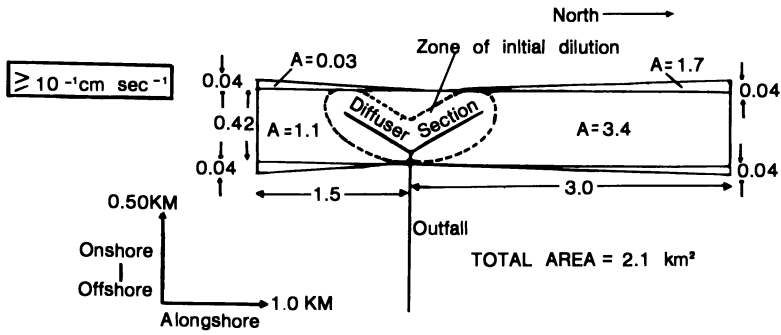 North
Zone of initial dilution
A=0.03
A=1.7
≥ 10⁻¹cm sec⁻¹
0.04
0.04
Diffuser Section
0.42
A=1.1
A=3.4
0.04
0.04
1.5
3.0
0.50KM
Outfall
Onshore
Offshore
TOTAL AREA = 2.1 km²
1.0 KM
Alongshore